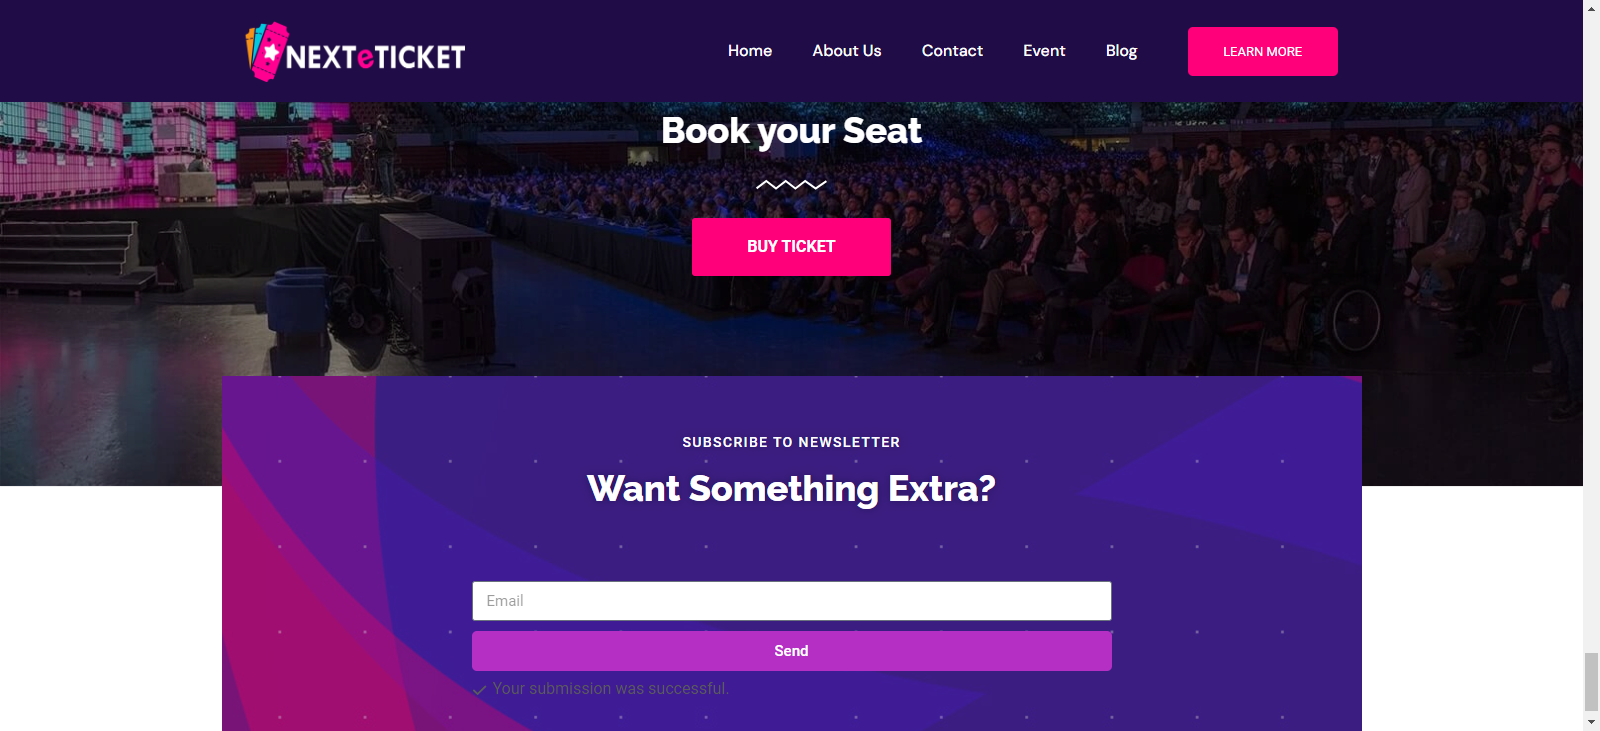 NEXTeTICKET
Home About Us Contact Event Blog LEARN MORE
Book your Seat
BUY TICKET
SUBSCRIBE TO NEWSLETTER
Want Something Extra?
Email
Send
Your submission was successful.